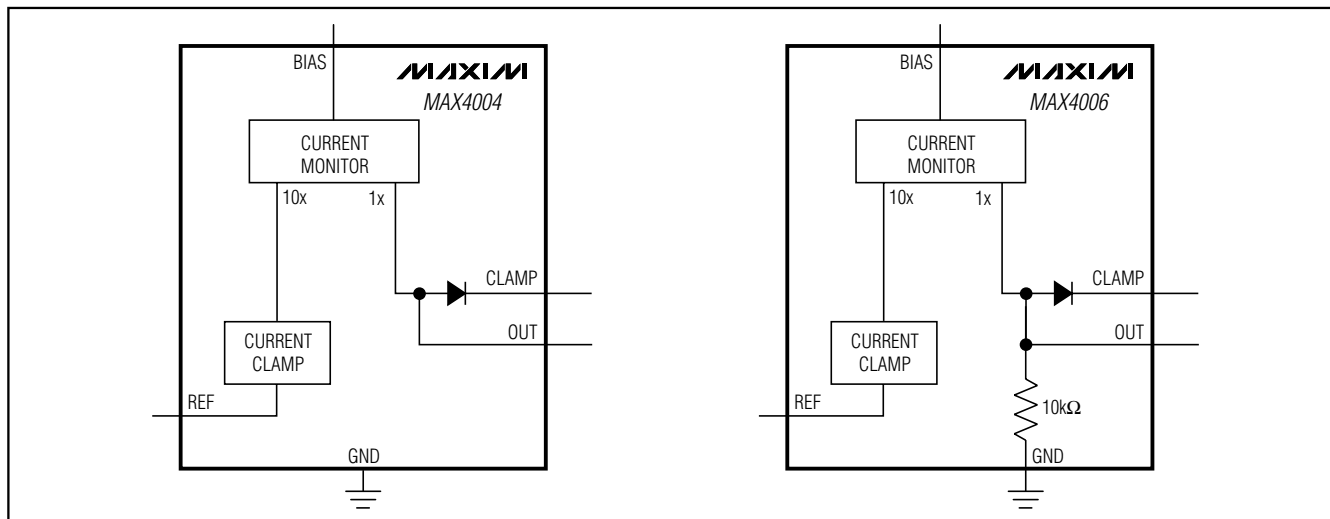 BIAS
MAXIM
MAX4004
CURRENT
MONITOR
10x
1x
CLAMP
OUT
CURRENT
CLAMP
REF
GND
BIAS
MAXIM
MAX4006
CURRENT
MONITOR
10x
1x
CLAMP
OUT
CURRENT
CLAMP
REF
10kΩ
GND